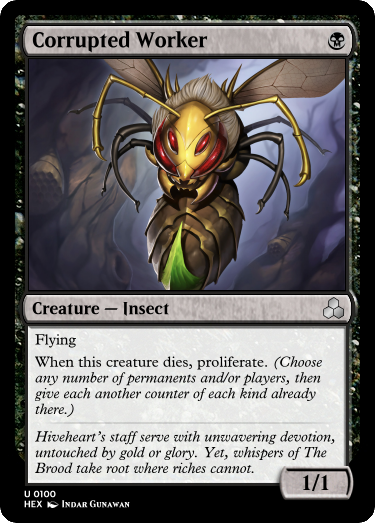 Corrupted Worker
Creature — Insect
Flying
When this creature dies, proliferate. (Choose
any number of permanents and/or players, then
give each another counter of each kind already
there.)
Hiveheart's staff serve with unwavering devotion,
untouched by gold or glory. Yet, whispers of The
Brood take root where riches cannot.
1/1
U 0100
HEX Indar Gunawan